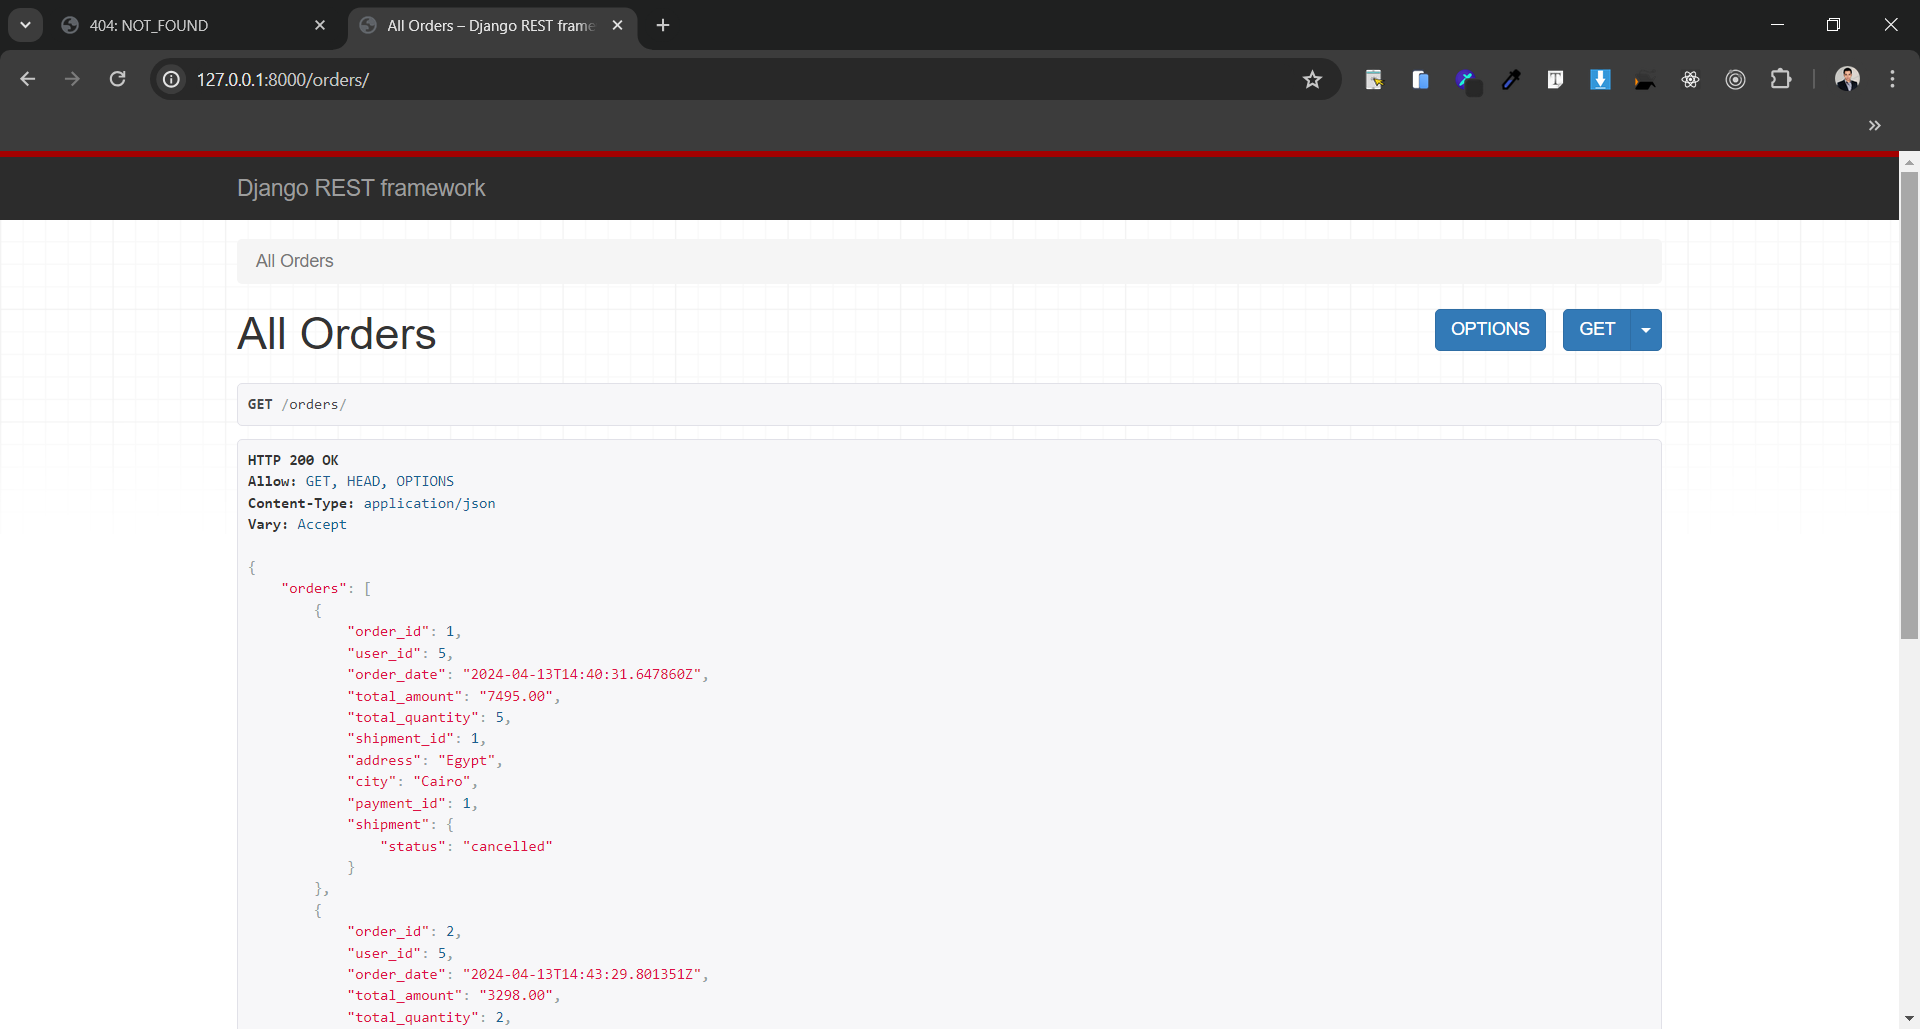 404: NOT_FOUND
All Orders – Django REST frame
127.0.0.1:8000/orders/
Django REST framework
All Orders
All Orders
OPTIONS
GET
GET /orders/
HTTP 200 OK
Allow: GET, HEAD, OPTIONS
Content-Type: application/json
Vary: Accept
{
"orders": [
{
"order_id": 1,
"user_id": 5,
"order_date": "2024-04-13T14:40:31.647860Z",
"total_amount": "7495.00",
"total_quantity": 5,
"shipment_id": 1,
"address": "Egypt",
"city": "Cairo",
"payment_id": 1,
"shipment": {
"status": "cancelled"
}
},
{
"order_id": 2,
"user_id": 5,
"order_date": "2024-04-13T14:43:29.801351Z",
"total_amount": "3298.00",
"total_quantity": 2,